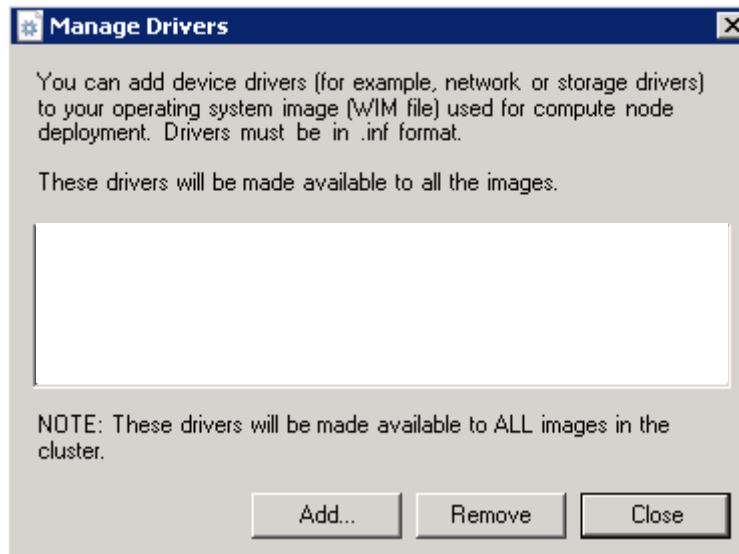 Manage Drivers
You can add device drivers (for example, network or storage drivers)
to your operating system image (WIM file) used for compute node
deployment. Drivers must be in .inf format.
These drivers will be made available to all the images.
NOTE: These drivers will be made available to ALL images in the
cluster.
Add... Remove Close